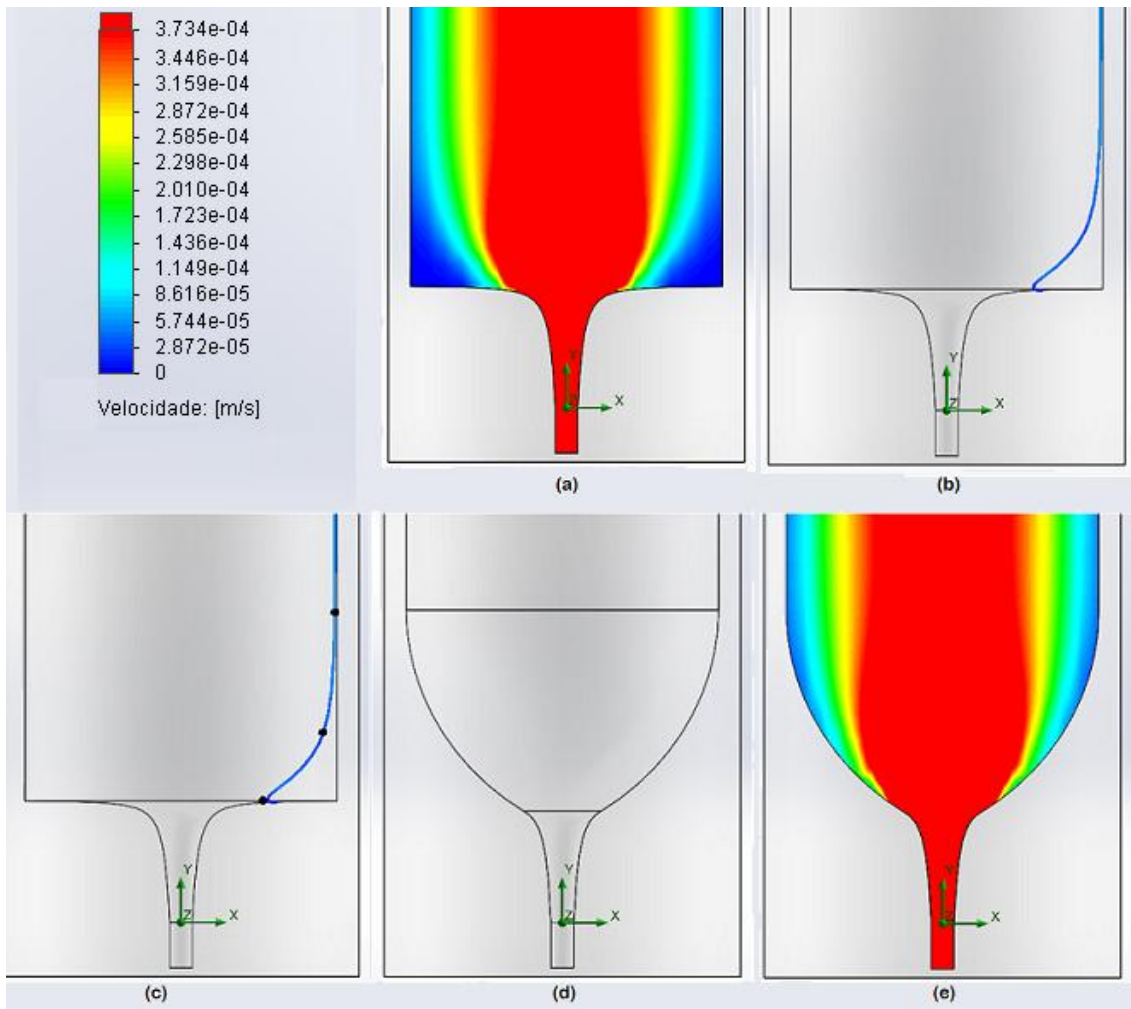 3.734e-04
3.446e-04
3.159e-04
2.872e-04
2.585e-04
2.298e-04
2.010e-04
1.723e-04
1.436e-04
1.149e-04
8.616e-05
5.744e-05
2.872e-05
0
Velocidade: [m/s]
Y
X
(a)
Y
Z
X
(b)
Y
Z
X
(c)
Y
Z
X
(d)
Y
Z
X
(e)